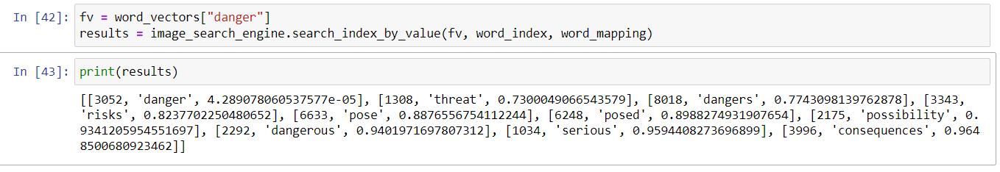 In [42]: fv = word_vectors["danger"]
results = image_search_engine.search_index_by_value(fv, word_index, word_mapping)
In [43]: print(results)
[[3052, 'danger', 4.289078060537577e-05], [1308, 'threat', 0.7300049066543579], [8018, 'dangers', 0.7743098139762878], [3343,
'risks', 0.8237702250480652], [6633, 'pose', 0.8876556754112244], [6248, 'posed', 0.8988274931907654], [2175, 'possibility', 0.
9341205954551697], [2292, 'dangerous', 0.9401971697807312], [1034, 'serious', 0.9594408273696899], [3996, 'consequences', 0.964
8500680923462]]